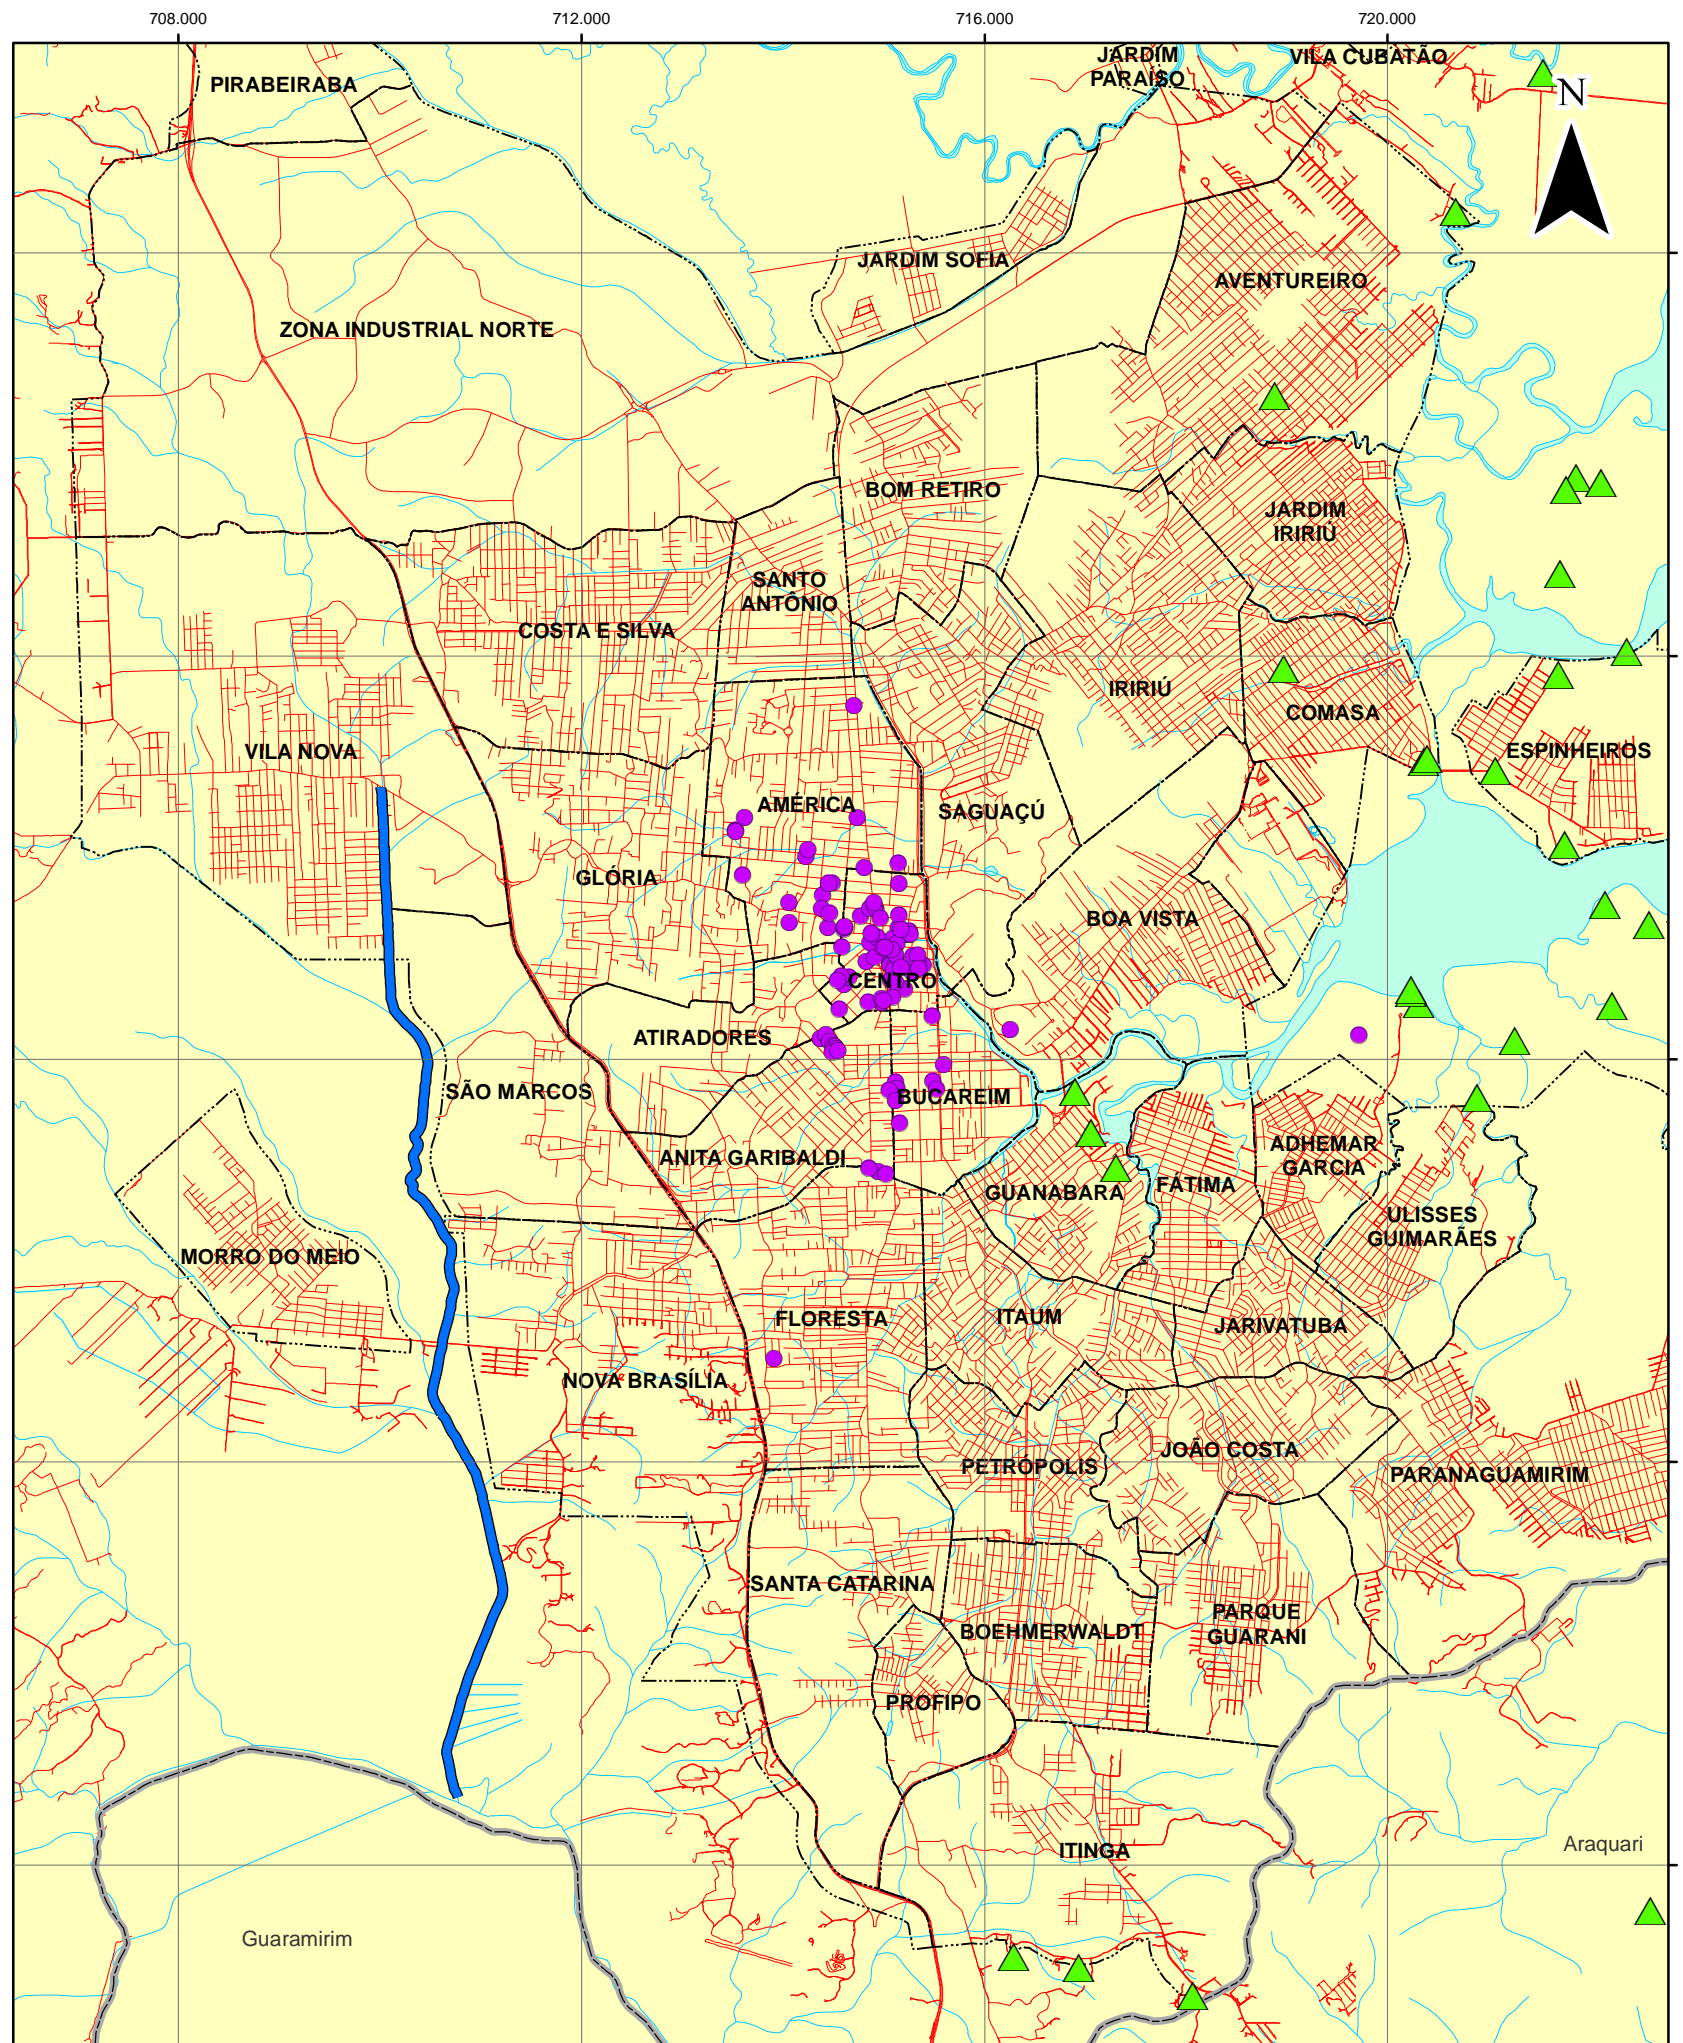 708.000 712.000 716.000 720.000
JARDIM
PARAÍSO
VILA CUBATÃO
PIRABEIRABA
N
JARDIM SOFIA
AVENTUREIRO
ZONA INDUSTRIAL NORTE
BOM RETIRO
JARDIM
IRIRIÚ
SANTO
ANTÔNIO
COSTA E SILVA
IRIRIÚ
COMASA
VILA NOVA
ESPINHEIROS
AMÉRICA
SAGUAÇÚ
GLÓRIA
BOA VISTA
CENTRO
ATIRADORES
SÃO MARCOS
BUCAREIM
ANITA GARIBALDI
ADHEMAR
GARCIA
GUANABARA
FÁTIMA
ULISSES
GUIMARÃES
MORRO DO MEIO
FLORESTA
ITAUM
JARIVATUBA
NOVA BRASÍLIA
JOÃO COSTA
PETRÓPOLIS
PARANAGUAMIRIM
SANTA CATARINA
PARQUE
GUARANI
BOEHMERWALDT
PROFIPO
ITINGA
Araquari
Guaramirim